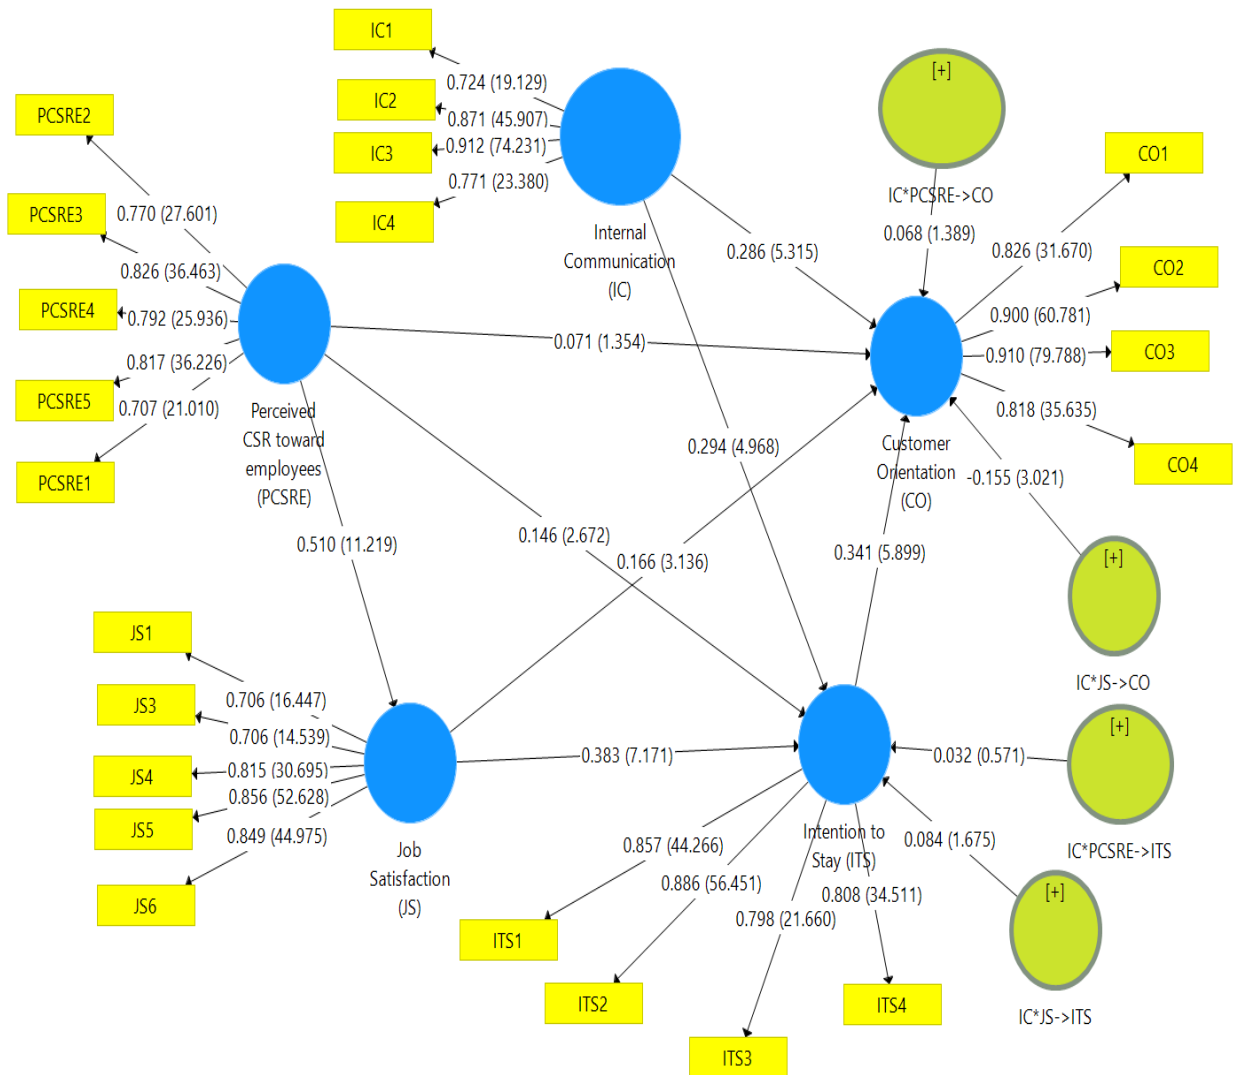 IC1
0.724 (19.129)
IC2
0.871 (45.907)
IC3
0.912 (74.231)
IC4
0.771 (23.380)
Internal
Communication
(IC)
PCSRE2
0.770 (27.601)
PCSRE3
0.826 (36.463)
PCSRE4
0.792 (25.936)
PCSRE5
0.817 (36.226)
PCSRE1
0.707 (21.010)
Perceived
CSR toward
employees
(PCSRE)
[+]
IC*PCSRE->CO
0.068 (1.389)
CO1
0.826 (31.670)
CO2
0.900 (60.781)
CO3
0.910 (79.788)
CO4
0.818 (35.635)
Customer
Orientation
(CO)
0.286 (5.315)
0.071 (1.354)
0.294 (4.968)
0.146 (2.672)
0.166 (3.136)
0.341 (5.899)
-0.155 (3.021)
[+]
IC*JS->CO
0.510 (11.219)
JS1
0.706 (16.447)
JS3
0.706 (14.539)
JS4
0.815 (30.695)
JS5
0.856 (52.628)
JS6
0.849 (44.975)
Job
Satisfaction
(JS)
0.383 (7.171)
Intention to
Stay (ITS)
0.857 (44.266)
0.886 (56.451)
0.798 (21.660)
0.808 (34.511)
ITS1
ITS2
ITS3
ITS4
0.032 (0.571)
[+]
IC*PCSRE->ITS
0.084 (1.675)
[+]
IC*JS->ITS